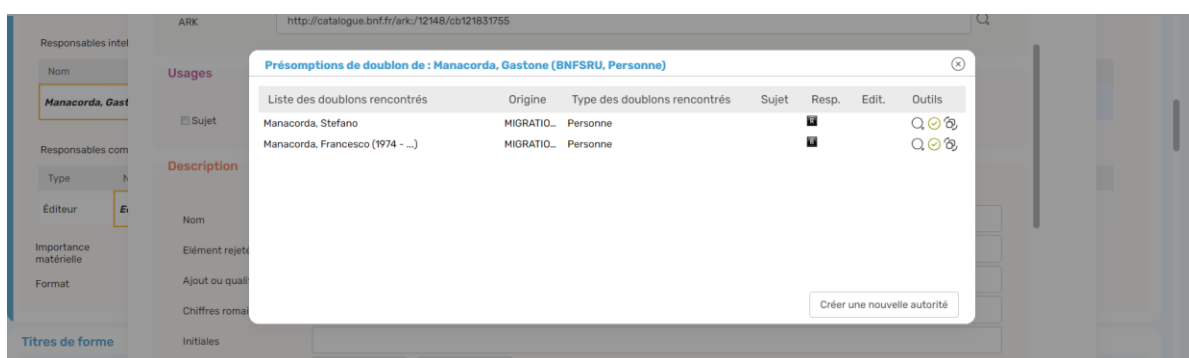 ARK
http://catalogue.bnf.fr/ark:/12148/cb121831755
Responsables intel
Nom
Usages
Manacorda, Gast
Sujet
Responsables com
Description
Type N
Éditeur
Nom
Importance
matérielle
Elément rejeté
Format
Ajout ou quali
Chiffres romai
Titres de forme
Initiales
Présomptions de doublon de : Manacorda, Gastone (BNFSRU, Personne)
Liste des doublons rencontrés Origine Type des doublons rencontrés Sujet Resp. Edit. Outils
Manacorda, Stefano MIGRATIO... Personne R
Manacorda, Francesco (1974 - ...) MIGRATIO... Personne R
Créer une nouvelle autorité